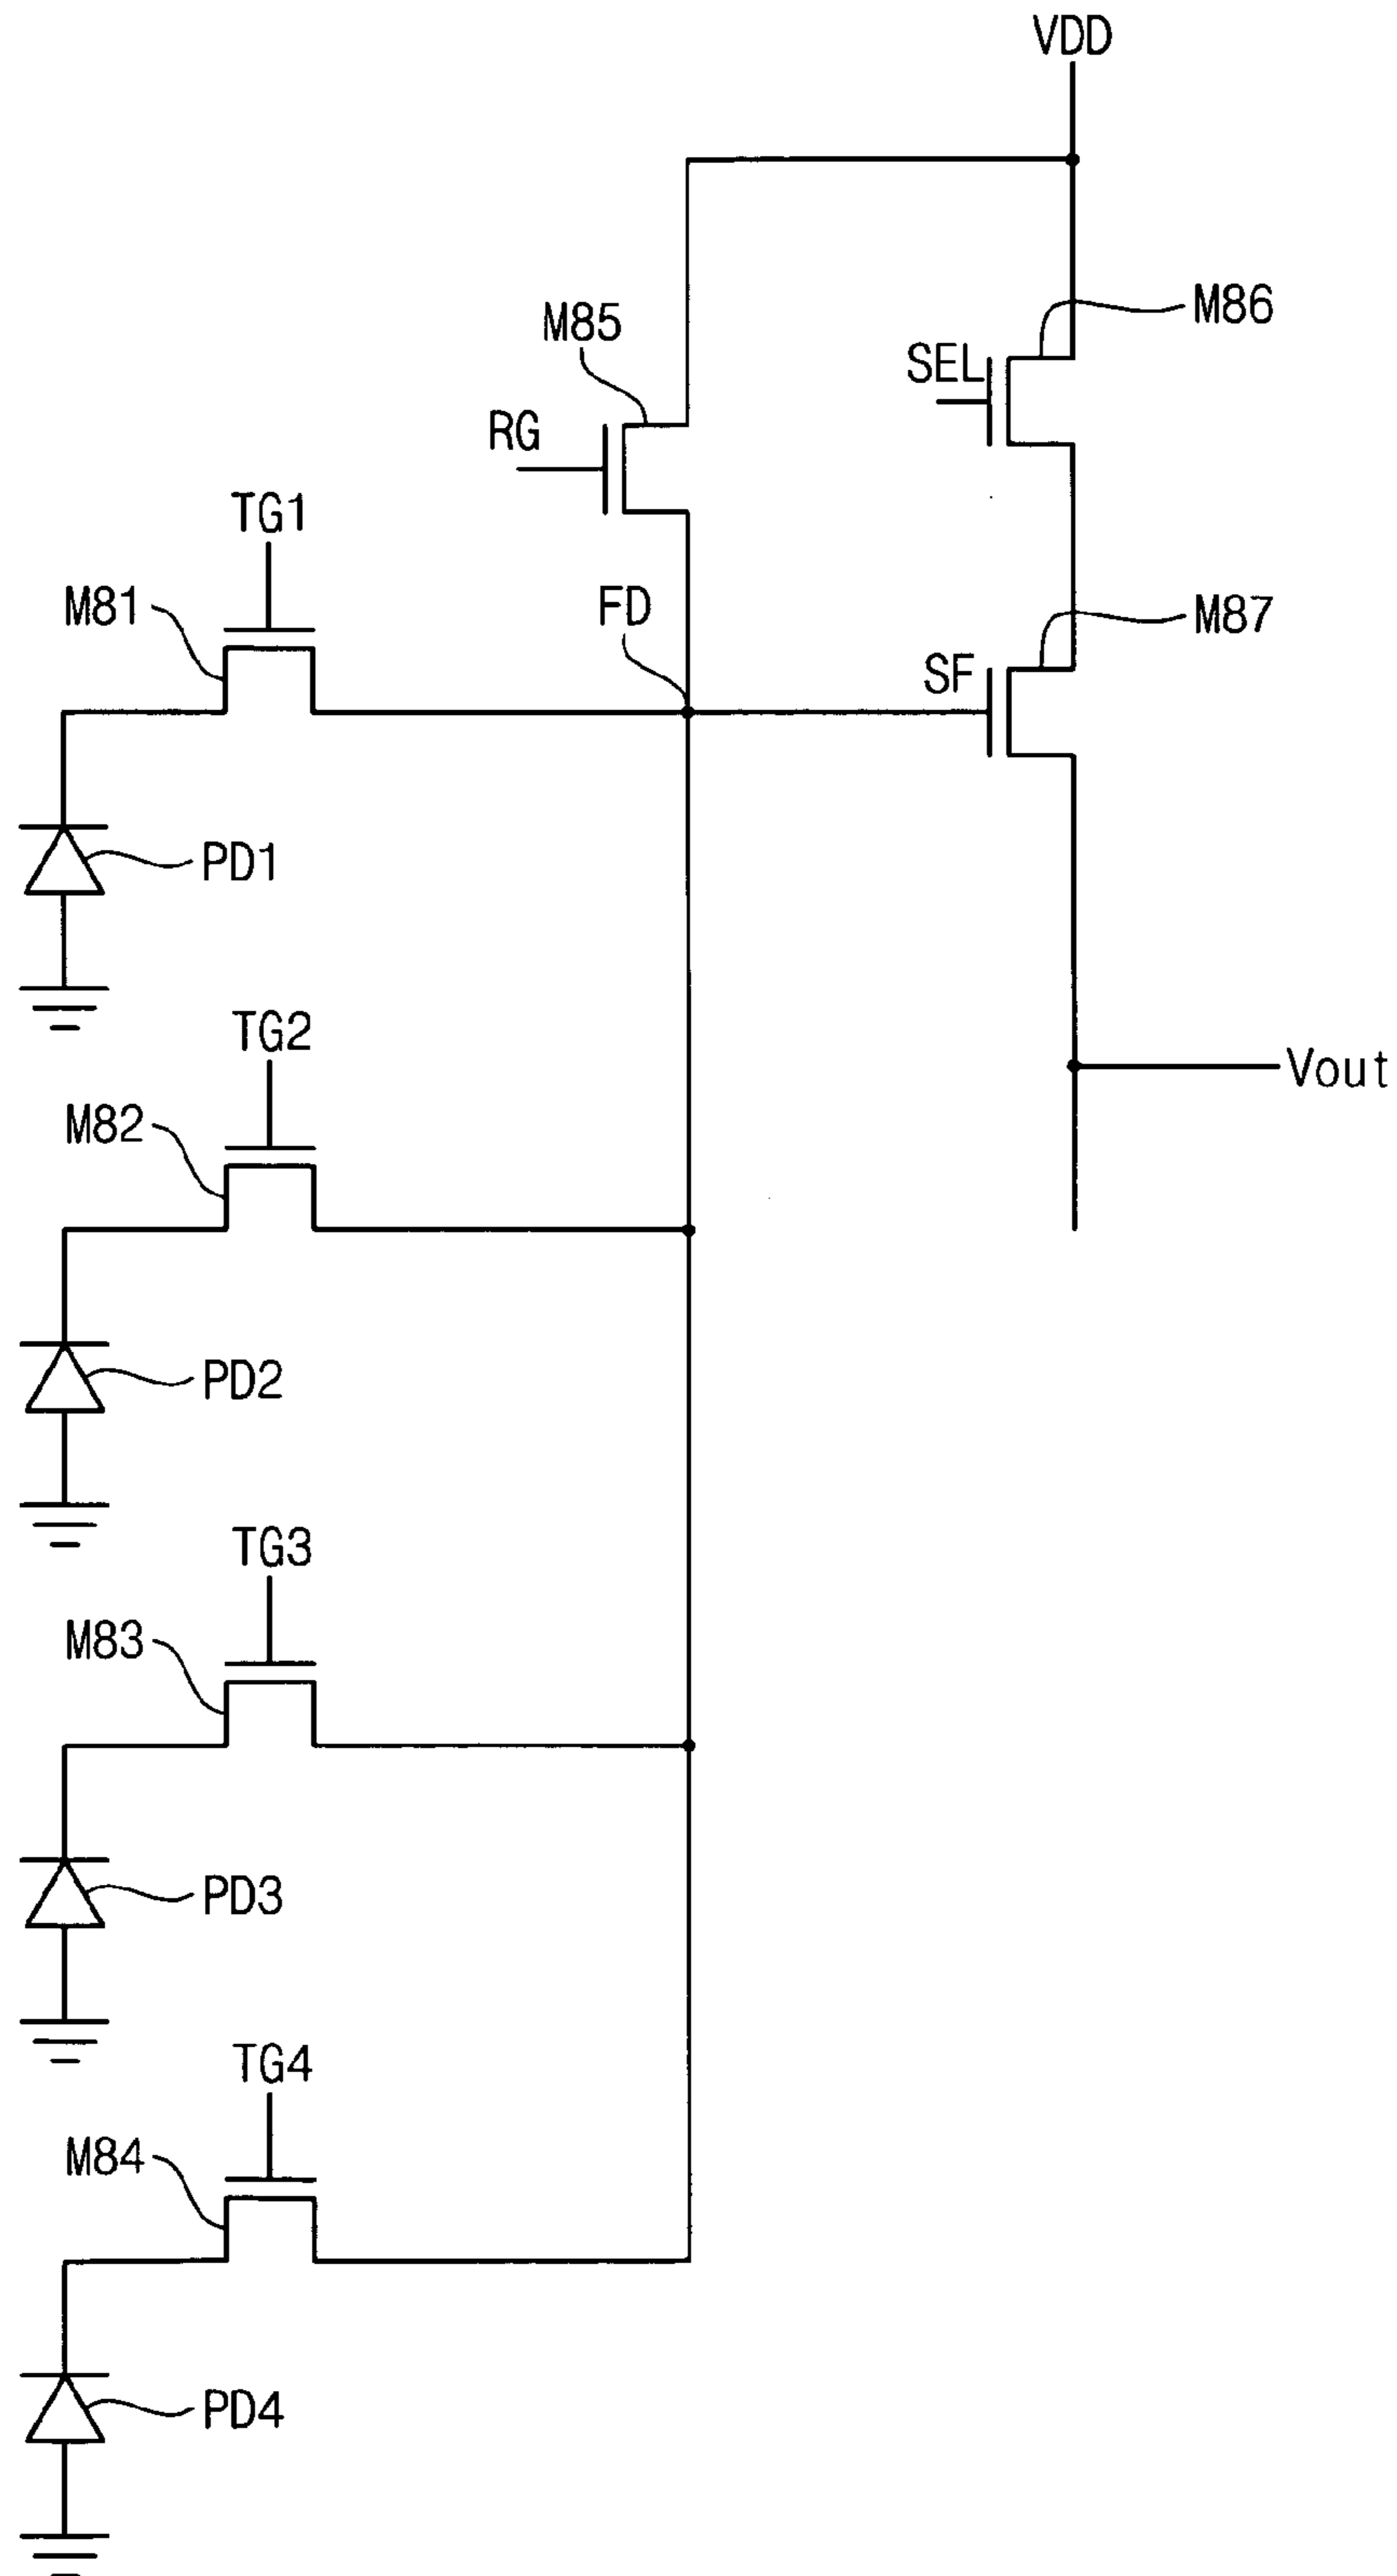 VDD
M86
M85
SEL
RG
TG1
M81
FD
M87
SF
PD1
TG2
Vout
M82
PD2
TG3
M83
PD3
TG4
M84
PD4